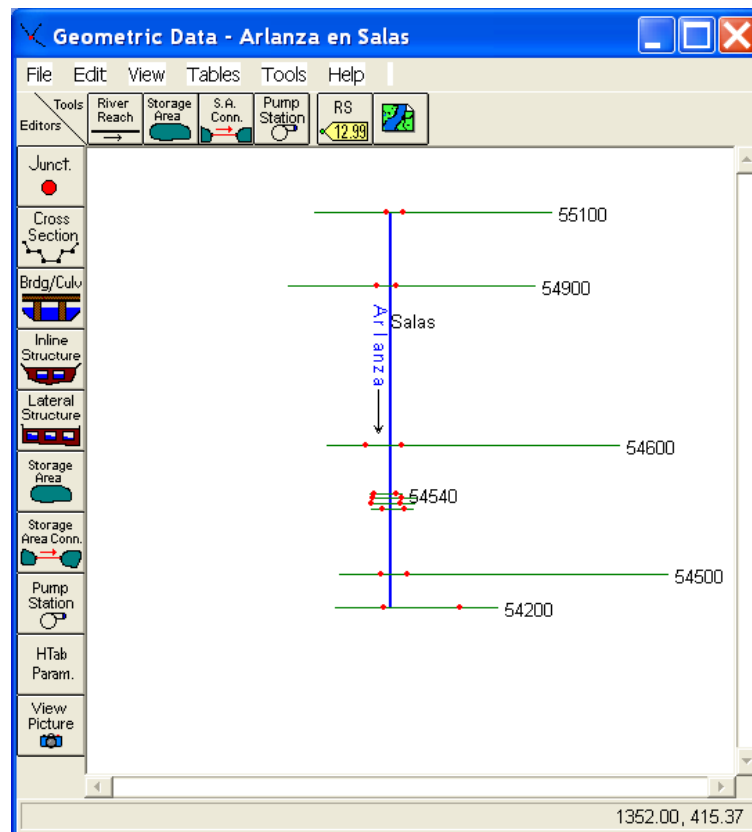 Geometric Data - Arlanza en Salas
File Edit View Tables Tools Help
Tools
Editors
River
Reach
Storage
Area
S.A.
Conn.
Pump
Station
RS
12.99
Junct.
Cross
Section
Brdg/Culv
Inline
Structure
Lateral
Structure
Storage
Area
Storage
Area Conn.
Pump
Station
HTab
Param.
View
Picture
55100
54900
Salas
Arlanza
54600
54540
54500
54200
1352.00, 415.37